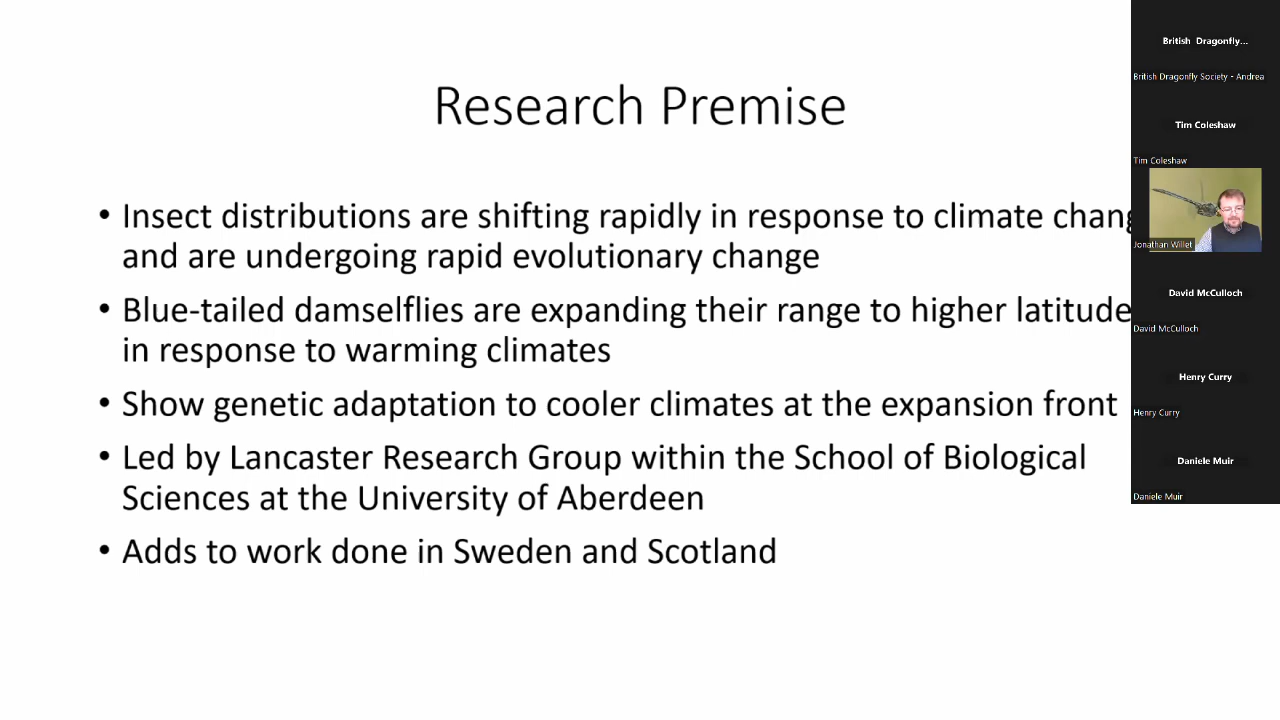 Research Premise
• Insect distributions are shifting rapidly in response to climate chang
and are undergoing rapid evolutionary change
• Blue-tailed damselflies are expanding their range to higher latitude
in response to warming climates
• Show genetic adaptation to cooler climates at the expansion front
• Led by Lancaster Research Group within the School of Biological
Sciences at the University of Aberdeen
• Adds to work done in Sweden and Scotland
British Dragonfly...
British Dragonfly Society - Andrea
Tim Coleshaw
Tim Coleshaw
Jonathan Willet
David McCulloch
David McCulloch
Henry Curry
Henry Curry
Daniele Muir
Daniele Muir